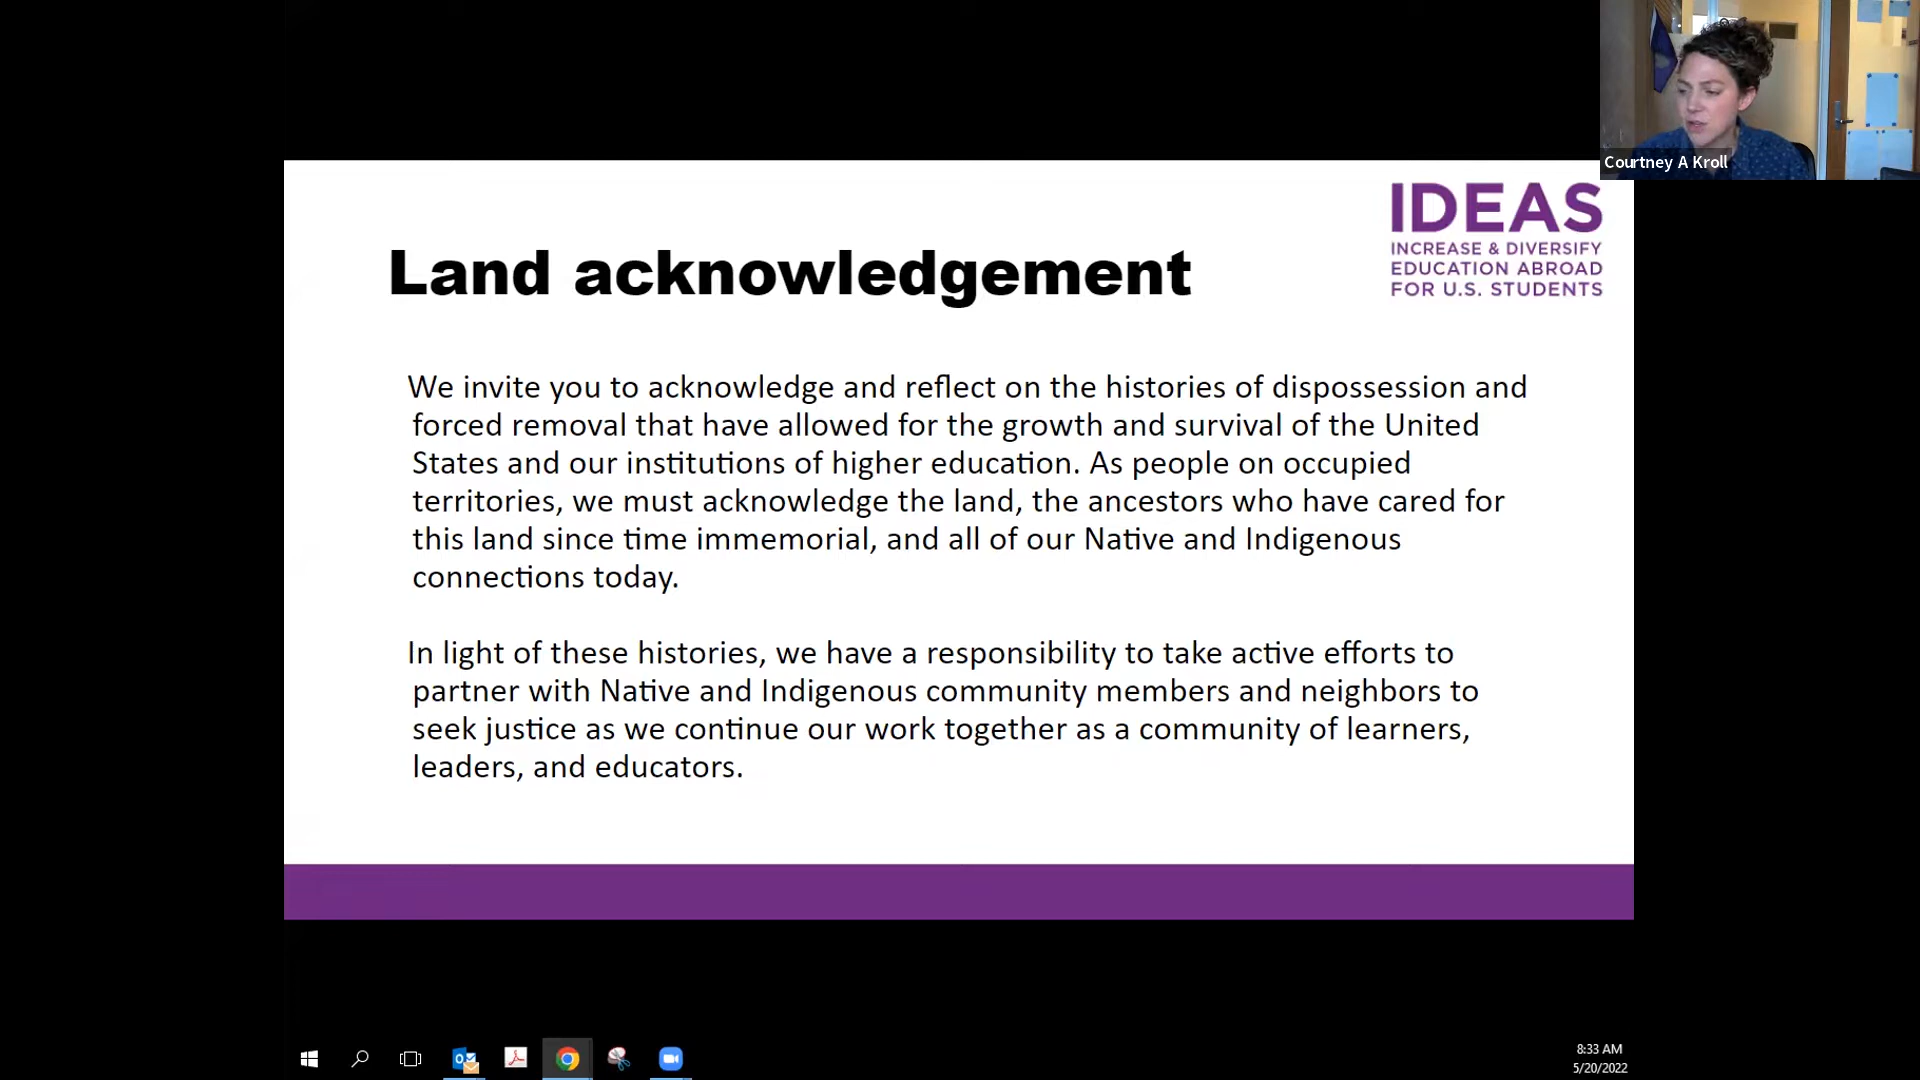 Courtney A Kroll
IDEAS
INCREASE & DIVERSIFY
EDUCATION ABROAD
FOR U.S. STUDENTS
Land acknowledgement
We invite you to acknowledge and reflect on the histories of dispossession and
forced removal that have allowed for the growth and survival of the United
States and our institutions of higher education. As people on occupied
territories, we must acknowledge the land, the ancestors who have cared for
this land since time immemorial, and all of our Native and Indigenous
connections today.
In light of these histories, we have a responsibility to take active efforts to
partner with Native and Indigenous community members and neighbors to
seek justice as we continue our work together as a community of learners,
leaders, and educators.
8:33 AM
5/20/2022